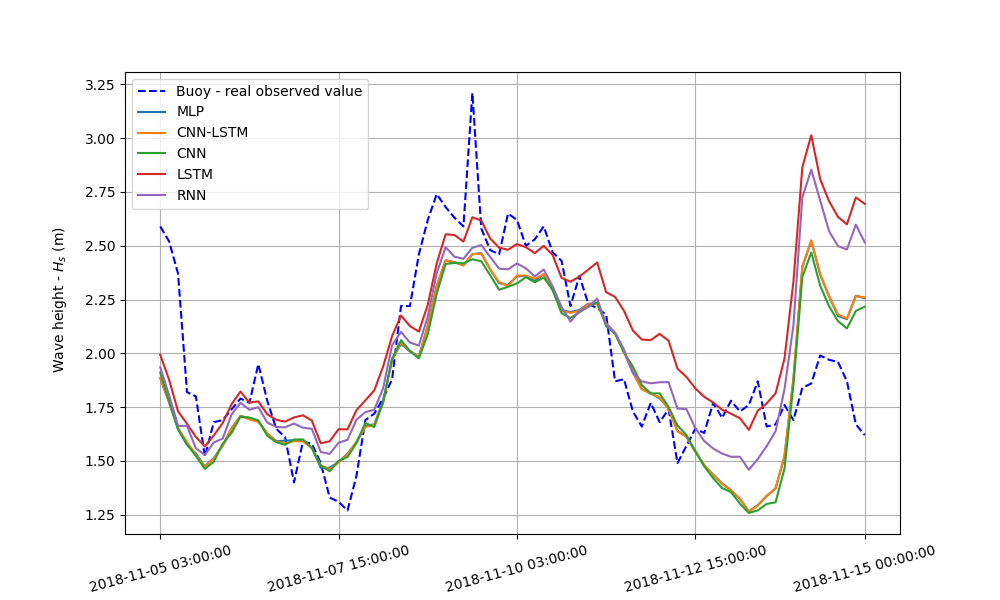 3.25
3.00
2.75
2.50
2.25
2.00
1.75
1.50
1.25
Wave height - Hₛ (m)
Buoy - real observed value
MLP
CNN-LSTM
CNN
LSTM
RNN
2018-11-05 03:00:00
2018-11-07 15:00:00
2018-11-10 03:00:00
2018-11-12 15:00:00
2018-11-15 00:00:00